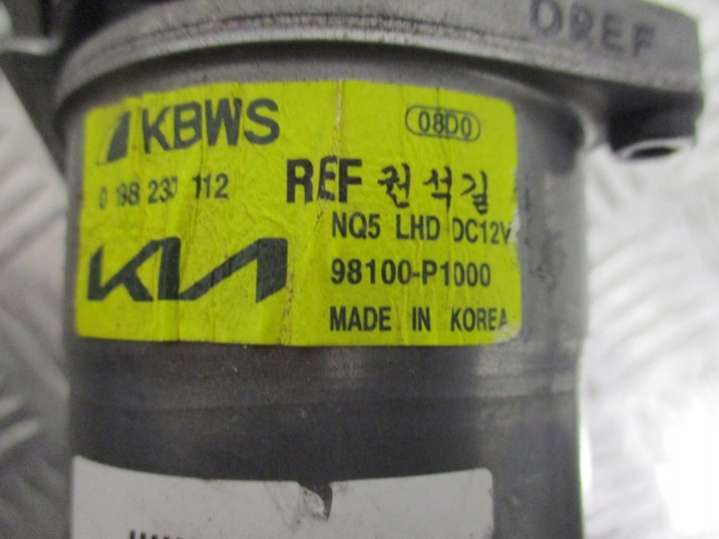 DREF
KBWS 08D0
0 198 237 112 REF 권석길
NQ5 LHD DC12V
KIA 98100-P1000
MADE IN KOREA